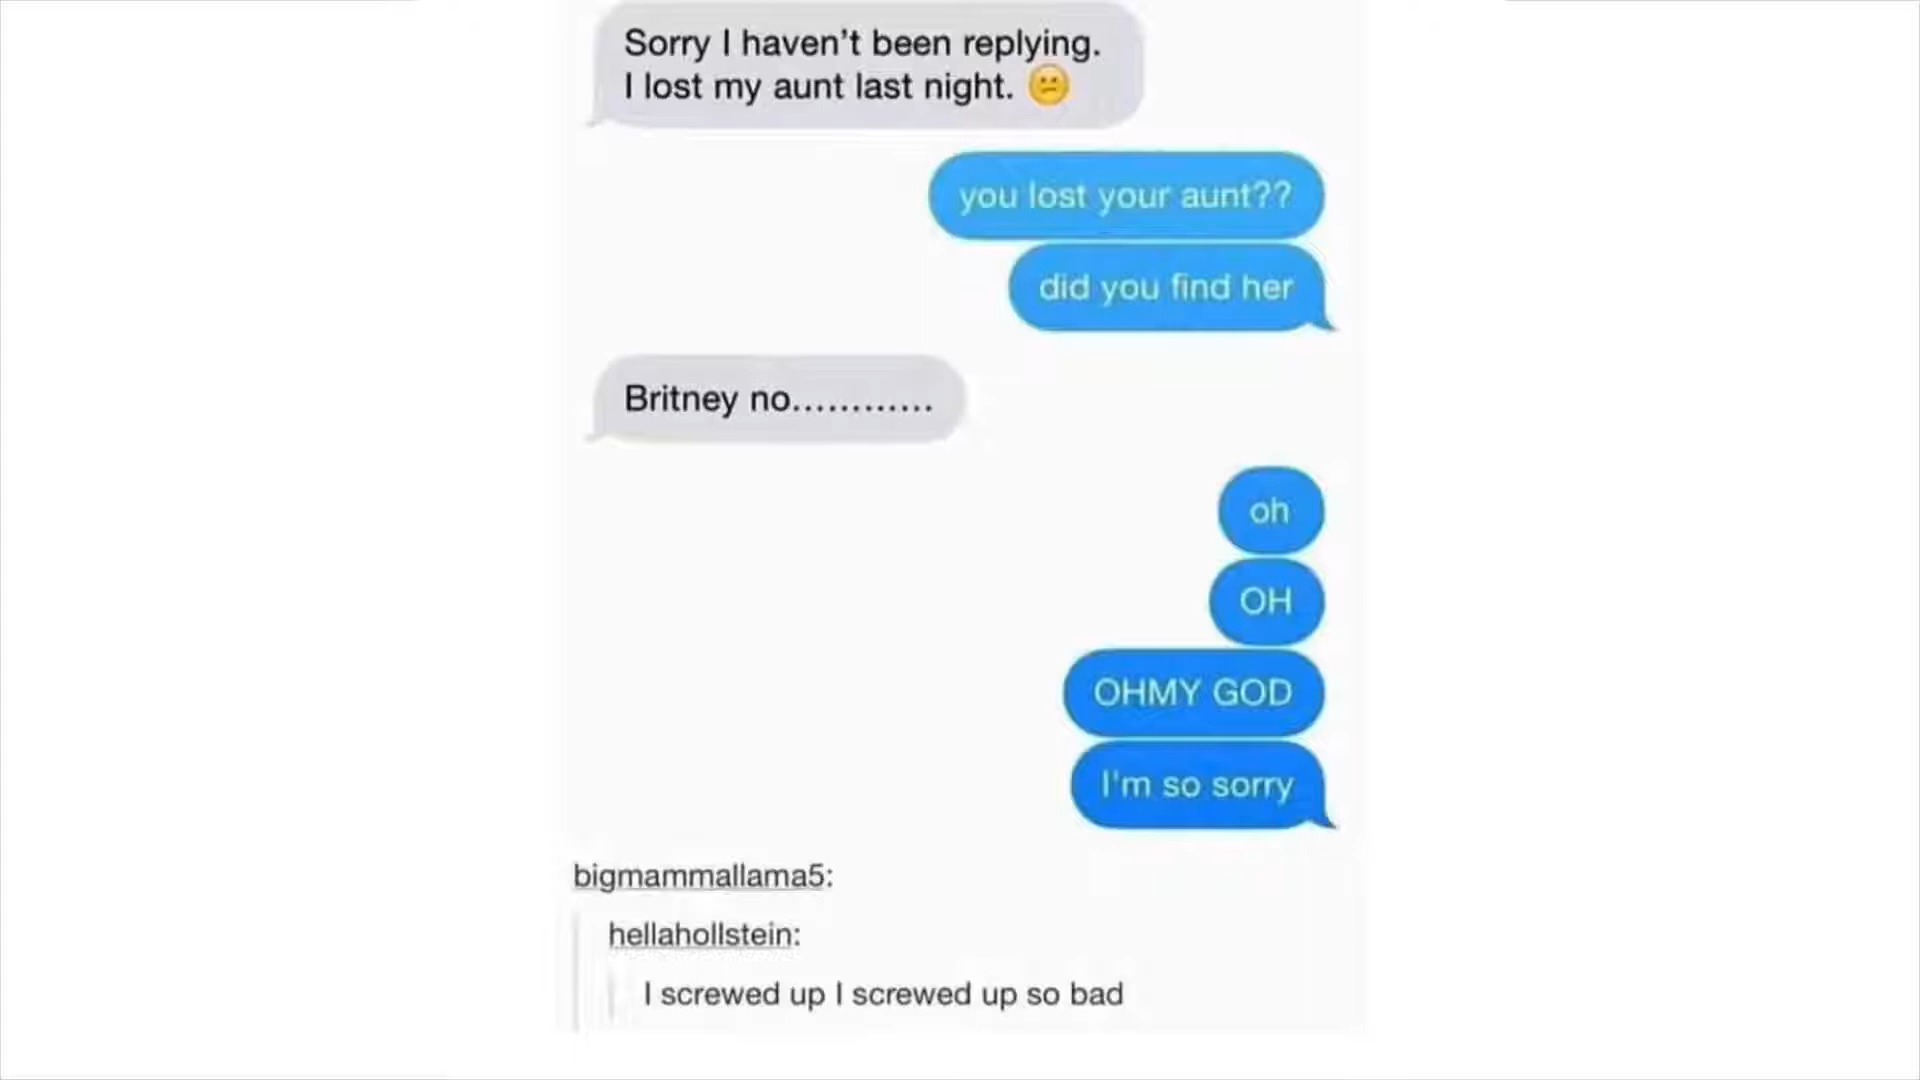 Sorry I haven't been replying.
I lost my aunt last night. 😕
you lost your aunt??
did you find her
Britney no............
oh
OH
OHMY GOD
I'm so sorry
bigmammallama5:
hellahollstein:
I screwed up I screwed up so bad